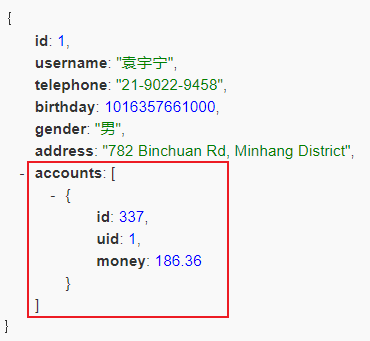 {
id: 1,
username: "袁宇宁",
telephone: "21-9022-9458",
birthday: 1016357661000,
gender: "男",
address: "782 Binchuan Rd, Minhang District",
- accounts: [
- {
id: 337,
uid: 1,
money: 186.36
}
]
}